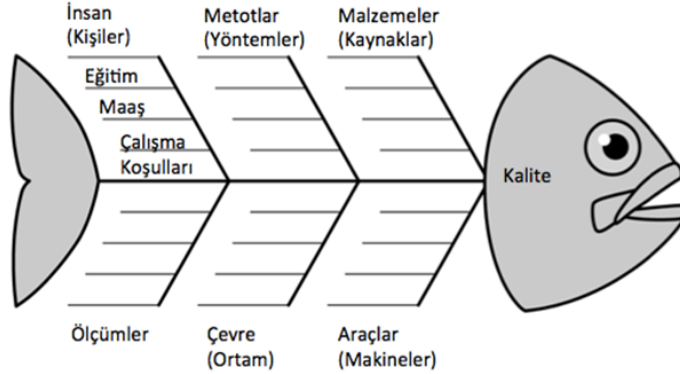 İnsan
(Kişiler)
Metotlar
(Yöntemler)
Malzemeler
(Kaynaklar)
Eğitim
Maaş
Çalışma
Koşulları
Kalite
Ölçümler
Çevre
(Ortam)
Araçlar
(Makineler)